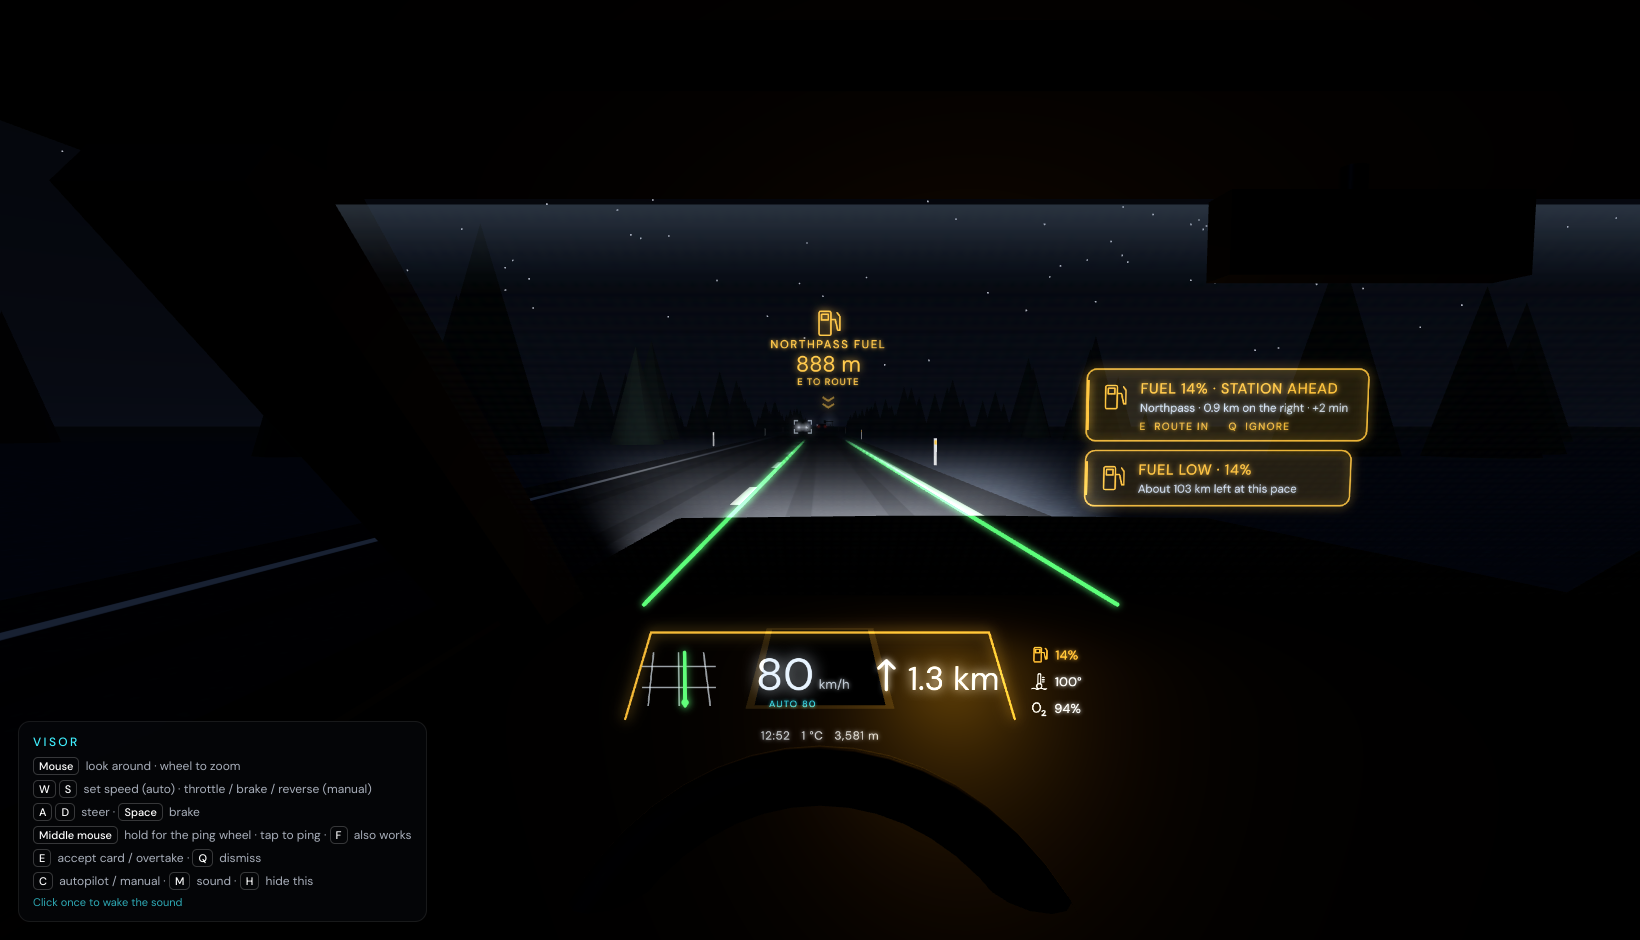 NORTHPASS FUEL
888 m
E TO ROUTE
FUEL 14% · STATION AHEAD
Northpass · 0.9 km on the right · +2 min
E ROUTE IN Q IGNORE
FUEL LOW · 14%
About 103 km left at this pace
80 km/h
AUTO 80
1.3 km
14%
100°
O₂ 94%
12:52 1 °C 3,581 m
VISOR
Mouse look around · wheel to zoom
W S set speed (auto) · throttle / brake / reverse (manual)
A D steer · Space brake
Middle mouse hold for the ping wheel · tap to ping · F also works
E accept card / overtake · Q dismiss
C autopilot / manual · M sound · H hide this
Click once to wake the sound